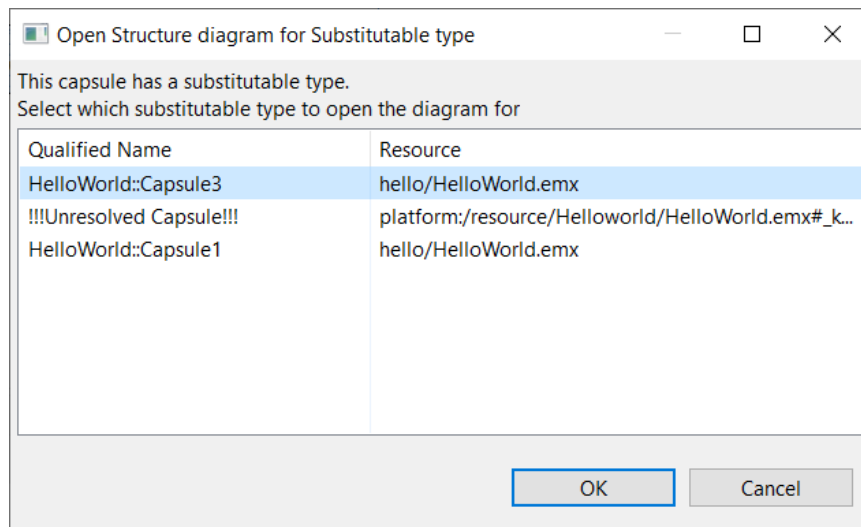 Open Structure diagram for Substitutable type
This capsule has a substitutable type.
Select which substitutable type to open the diagram for
Qualified Name Resource
HelloWorld::Capsule3 hello/HelloWorld.emx
!!!Unresolved Capsule!!! platform:/resource/Helloworld/HelloWorld.emx#_k...
HelloWorld::Capsule1 hello/HelloWorld.emx
OK Cancel